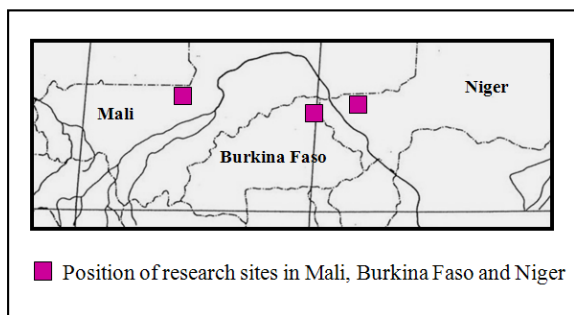 Niger
Mali
Burkina Faso
Position of research sites in Mali, Burkina Faso and Niger